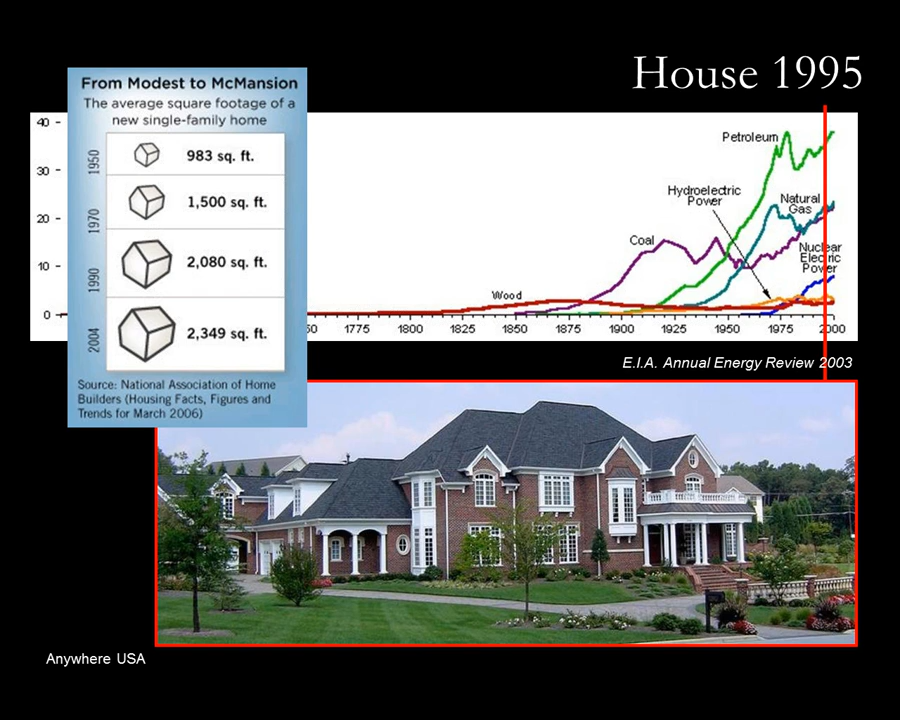 House 1995
From Modest to McMansion
The average square footage of a
new single-family home
1950
983 sq. ft.
1970
1,500 sq. ft.
1990
2,080 sq. ft.
2004
2,349 sq. ft.
Source: National Association of Home
Builders (Housing Facts, Figures and
Trends for March 2006)
40
30
20
10
0
Petroleum
Hydroelectric
Power
Natural
Gas
Coal
Nuclear
Electric
Power
Wood
50 1775 1800 1825 1850 1875 1900 1925 1950 1975 2000
E.I.A. Annual Energy Review 2003
Anywhere USA